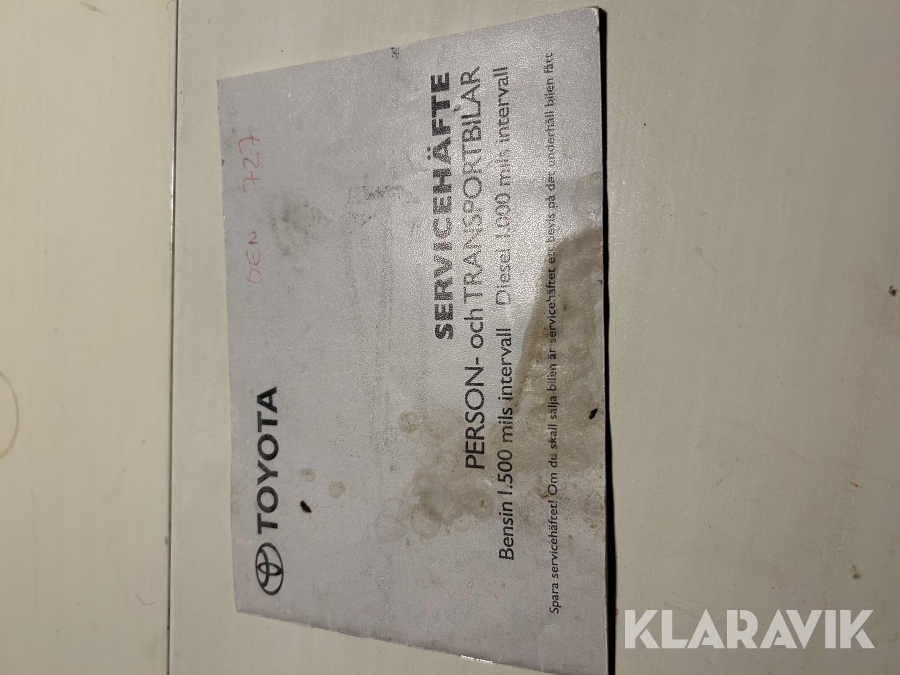 TOYOTA
OEN 727
SERVICEHÄFTE
PERSON- och TRANSPORTBILAR
Bensin 1.500 mils intervall Diesel 1.000 mils intervall
Spara servicehäftet! Om du skall sälja bilen är servicehäftet ett bevis på det underhåll bilen fått
KLARAVIK